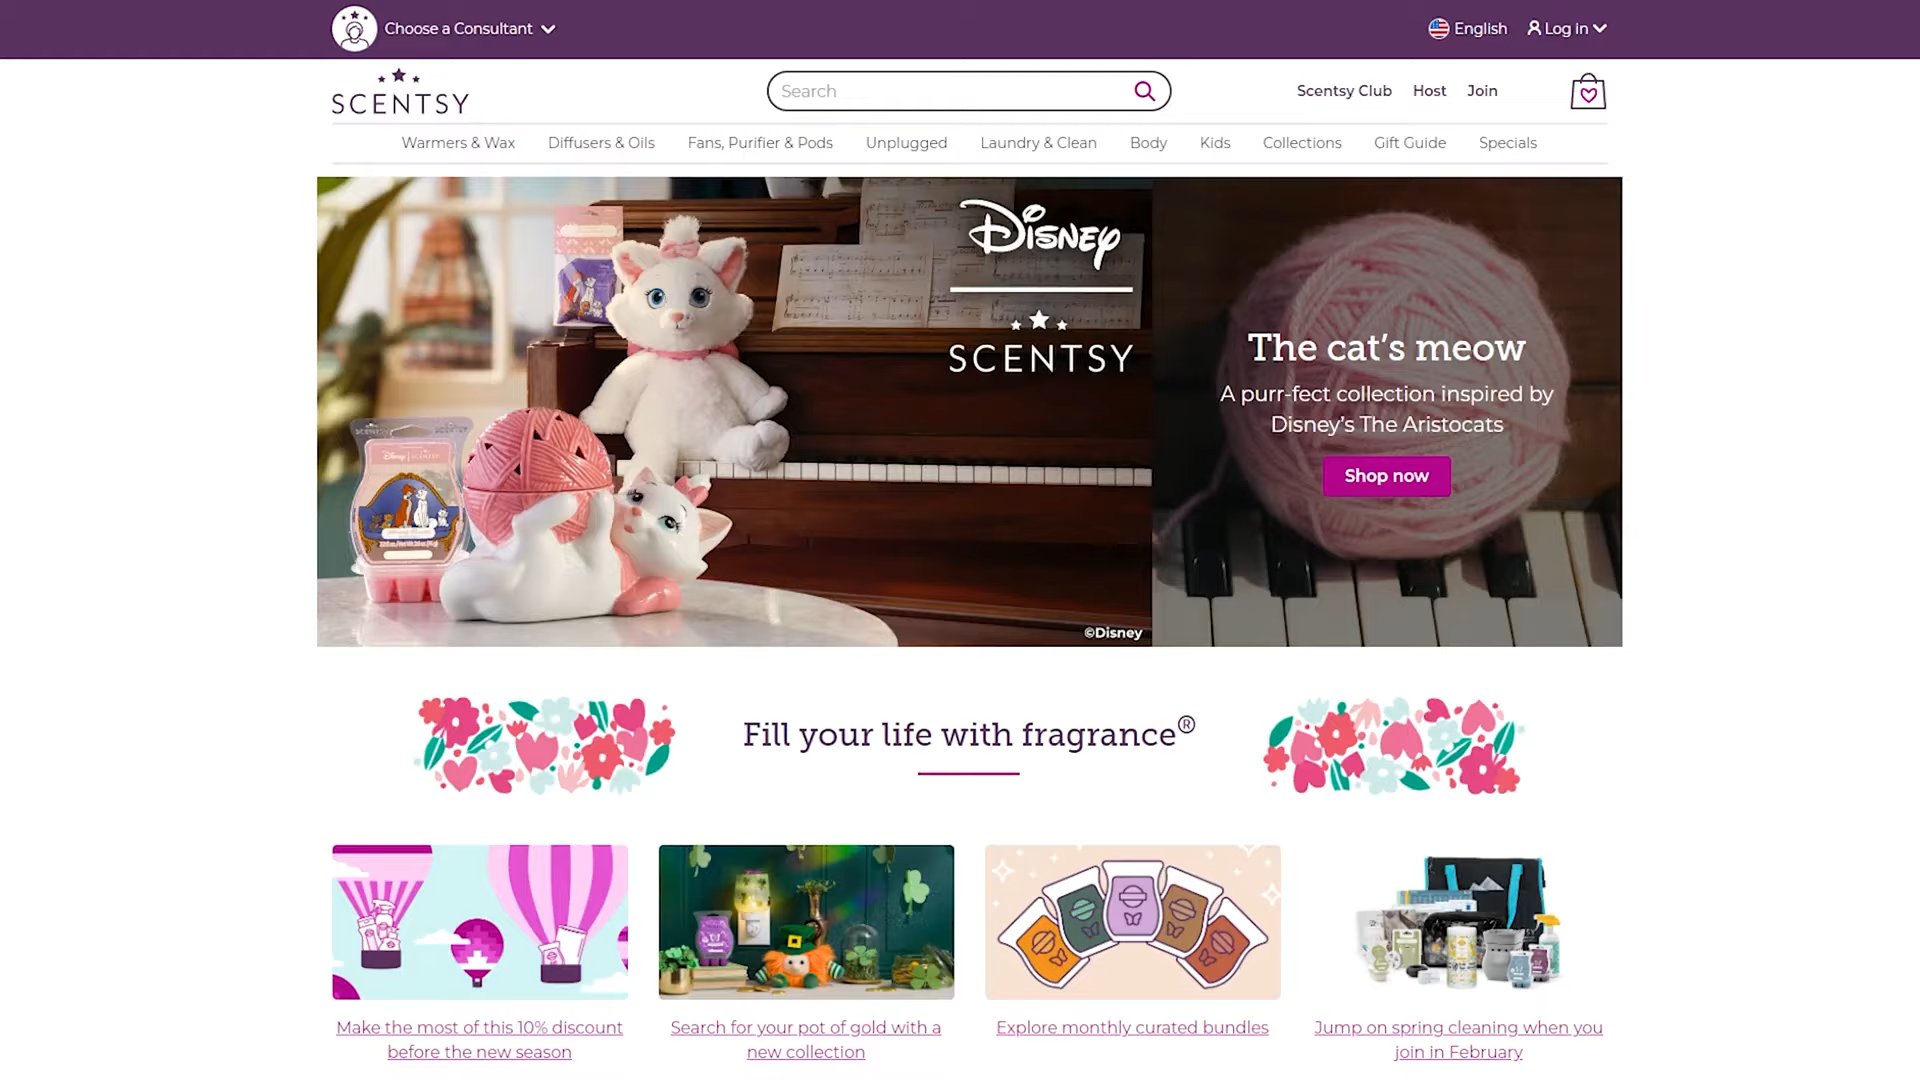 Choose a Consultant
English
Log in
SCENTSY
Search
Scentsy Club
Host
Join
Warmers & Wax
Diffusers & Oils
Fans, Purifier & Pods
Unplugged
Laundry & Clean
Body
Kids
Collections
Gift Guide
Specials
Disney
SCENTSY
The cat's meow
A purr-fect collection inspired by
Disney's The Aristocats
Shop now
©Disney
Fill your life with fragrance®
Make the most of this 10% discount
before the new season
Search for your pot of gold with a
new collection
Explore monthly curated bundles
Jump on spring cleaning when you
join in February